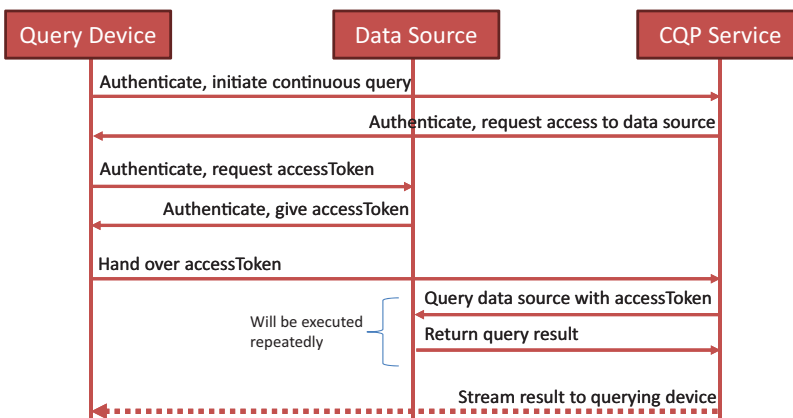 Query Device
Data Source
CQP Service
Authenticate, initiate continuous query
Authenticate, request access to data source
Authenticate, request accessToken
Authenticate, give accessToken
Hand over accessToken
Query data source with accessToken
Will be executed
repeatedly
Return query result
Stream result to querying device